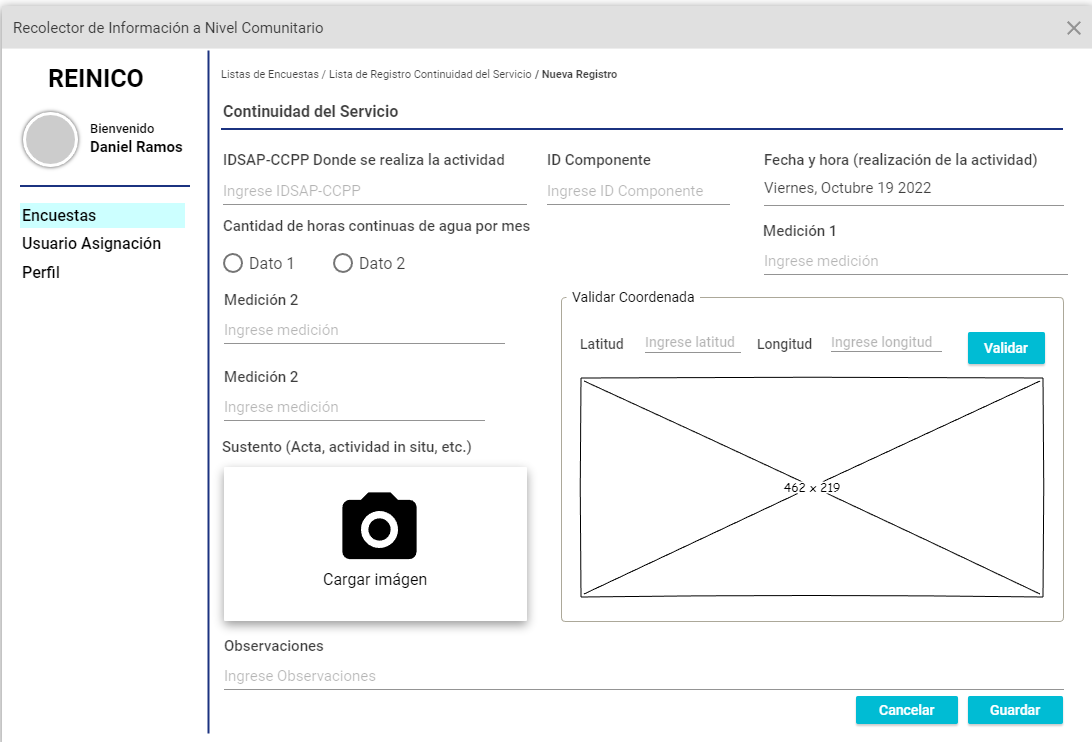 Recolector de Información a Nivel Comunitario
REINICO
Bienvenido
Daniel Ramos
Encuestas
Usuario Asignación
Perfil
Listas de Encuestas / Lista de Registro Continuidad del Servicio / Nueva Registro
Continuidad del Servicio
IDSAP-CCPP Donde se realiza la actividad
Ingrese IDSAP-CCPP
ID Componente
Ingrese ID Componente
Fecha y hora (realización de la actividad)
Viernes, Octubre 19 2022
Cantidad de horas continuas de agua por mes
Dato 1 Dato 2
Medición 1
Ingrese medición
Medición 2
Ingrese medición
Medición 2
Ingrese medición
Validar Coordenada
Latitud Ingrese latitud Longitud Ingrese longitud Validar
462 x 219
Sustento (Acta, actividad in situ, etc.)
Cargar imágen
Observaciones
Ingrese Observaciones
Cancelar Guardar